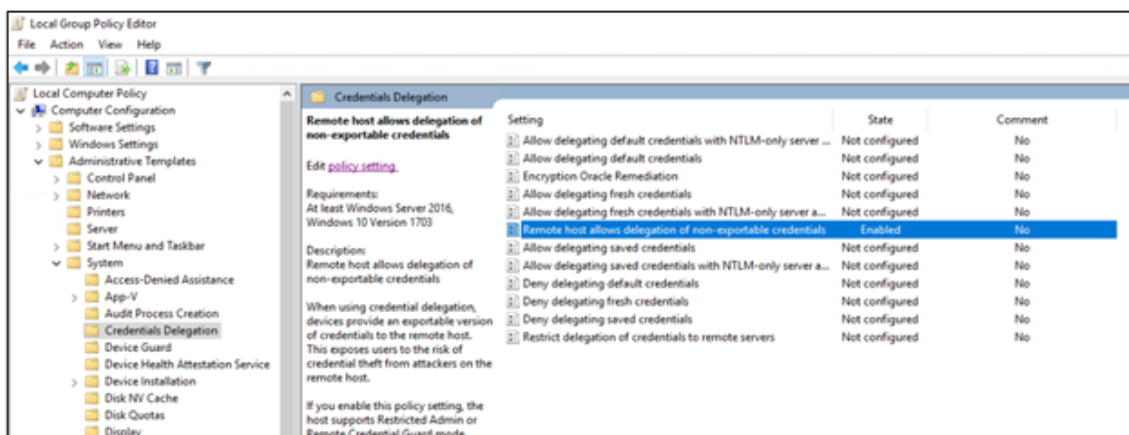 Local Group Policy Editor
File Action View Help
Local Computer Policy
Computer Configuration
Software Settings
Windows Settings
Administrative Templates
Control Panel
Network
Printers
Server
Start Menu and Taskbar
System
Access-Denied Assistance
App-V
Audit Process Creation
Credentials Delegation
Device Guard
Device Health Attestation Service
Device Installation
Disk NV Cache
Disk Quotas
Display
Credentials Delegation
Remote host allows delegation of
non-exportable credentials
Edit policy setting
Requirements:
At least Windows Server 2016,
Windows 10 Version 1703
Description:
Remote host allows delegation of
non-exportable credentials
When using credential delegation,
devices provide an exportable version
of credentials to the remote host.
This exposes users to the risk of
credential theft from attackers on the
remote host.
If you enable this policy setting, the
host supports Restricted Admin or
Remote Credential Guard mode.
Setting State Comment
Allow delegating default credentials with NTLM-only server ... Not configured No
Allow delegating default credentials Not configured No
Encryption Oracle Remediation Not configured No
Allow delegating fresh credentials Not configured No
Allow delegating fresh credentials with NTLM-only server a... Not configured No
Remote host allows delegation of non-exportable credentials Enabled No
Allow delegating saved credentials Not configured No
Allow delegating saved credentials with NTLM-only server a... Not configured No
Deny delegating default credentials Not configured No
Deny delegating fresh credentials Not configured No
Deny delegating saved credentials Not configured No
Restrict delegation of credentials to remote servers Not configured No